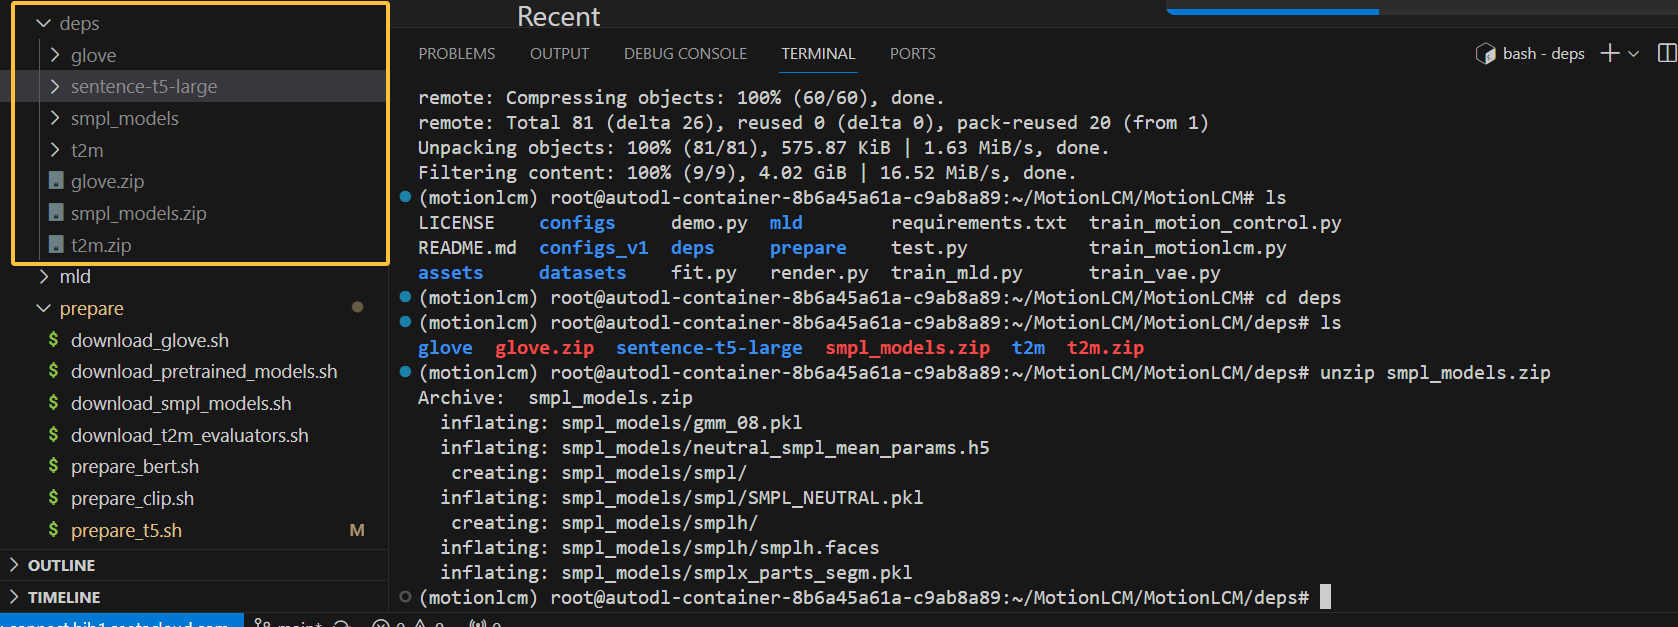 deps
glove
sentence-t5-large
smpl_models
t2m
glove.zip
smpl_models.zip
t2m.zip
mld
prepare
download_glove.sh
download_pretrained_models.sh
download_smpl_models.sh
download_t2m_evaluators.sh
prepare_bert.sh
prepare_clip.sh
prepare_t5.sh M
OUTLINE
TIMELINE
Recent
PROBLEMS OUTPUT DEBUG CONSOLE TERMINAL PORTS
bash - deps
remote: Compressing objects: 100% (60/60), done.
remote: Total 81 (delta 26), reused 0 (delta 0), pack-reused 20 (from 1)
Unpacking objects: 100% (81/81), 575.87 KiB | 1.63 MiB/s, done.
Filtering content: 100% (9/9), 4.02 GiB | 16.52 MiB/s, done.
(motionlcm) root@autodl-container-8b6a45a61a-c9ab8a89:~/MotionLCM/MotionLCM# ls
LICENSE configs demo.py mld requirements.txt train_motion_control.py
README.md configs_v1 deps prepare test.py train_motionlcm.py
assets datasets fit.py render.py train_mld.py train_vae.py
(motionlcm) root@autodl-container-8b6a45a61a-c9ab8a89:~/MotionLCM/MotionLCM# cd deps
(motionlcm) root@autodl-container-8b6a45a61a-c9ab8a89:~/MotionLCM/MotionLCM/deps# ls
glove glove.zip sentence-t5-large smpl_models.zip t2m t2m.zip
(motionlcm) root@autodl-container-8b6a45a61a-c9ab8a89:~/MotionLCM/MotionLCM/deps# unzip smpl_models.zip
Archive: smpl_models.zip
inflating: smpl_models/gmm_08.pkl
inflating: smpl_models/neutral_smpl_mean_params.h5
creating: smpl_models/smpl/
inflating: smpl_models/smpl/SMPL_NEUTRAL.pkl
creating: smpl_models/smplh/
inflating: smpl_models/smplh/smplh.faces
inflating: smpl_models/smplx_parts_segm.pkl
(motionlcm) root@autodl-container-8b6a45a61a-c9ab8a89:~/MotionLCM/MotionLCM/deps#